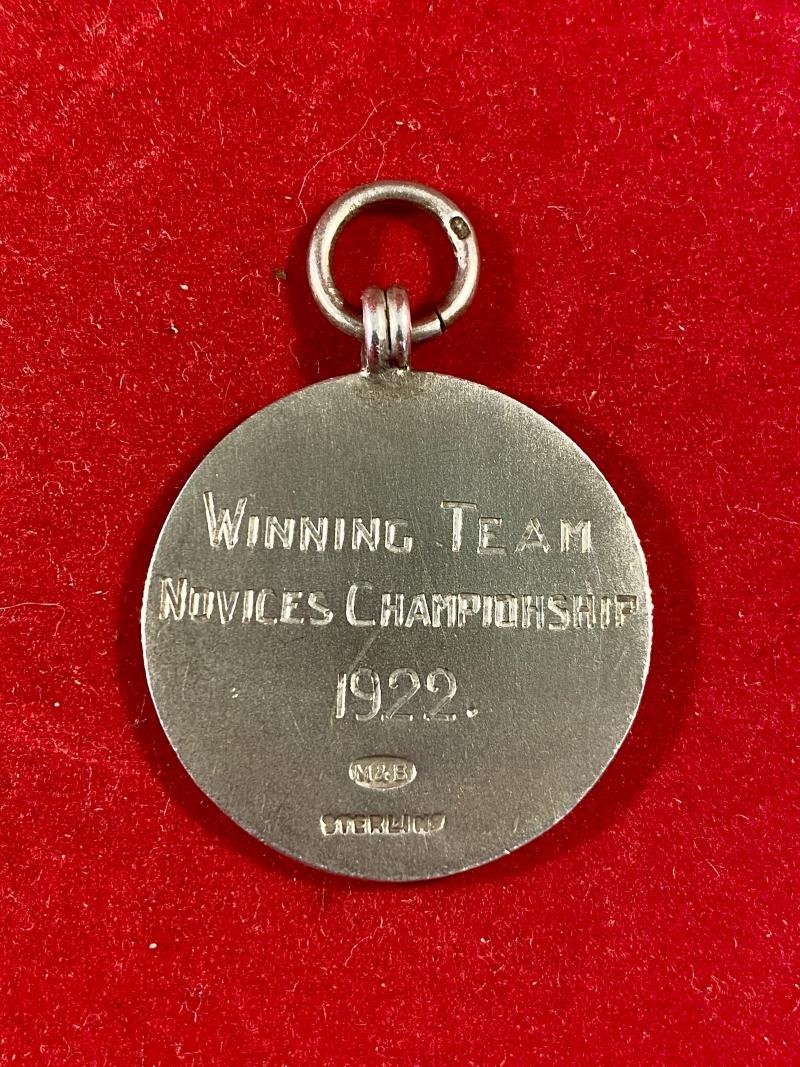 WINNING TEAM
NOVICES CHAMPIONSHIP
1922.
M&B
STERLING